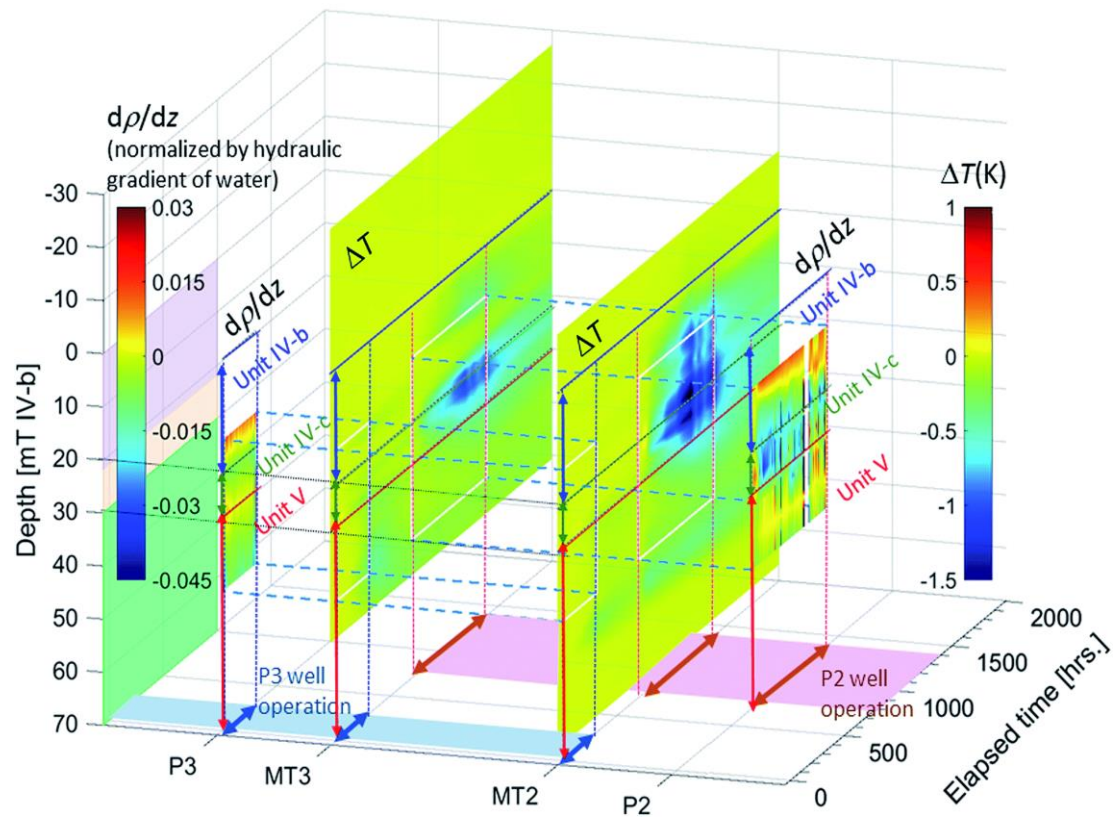 dρ/dz
(normalized by hydraulic
gradient of water)
0.03
0.015
0
-0.015
-0.03
-0.045
ΔT(K)
1
0.5
0
-0.5
-1
-1.5
Depth [mT IV-b]
-30
-20
-10
0
10
20
30
40
50
60
70
dρ/dz
Unit IV-b
Unit IV-c
Unit V
ΔT
ΔT
dρ/dz
Unit IV-b
Unit IV-c
Unit V
P3 well
operation
P2 well
operation
P3
MT3
MT2
P2
0
500
1000
1500
2000
Elapsed time [hrs.]